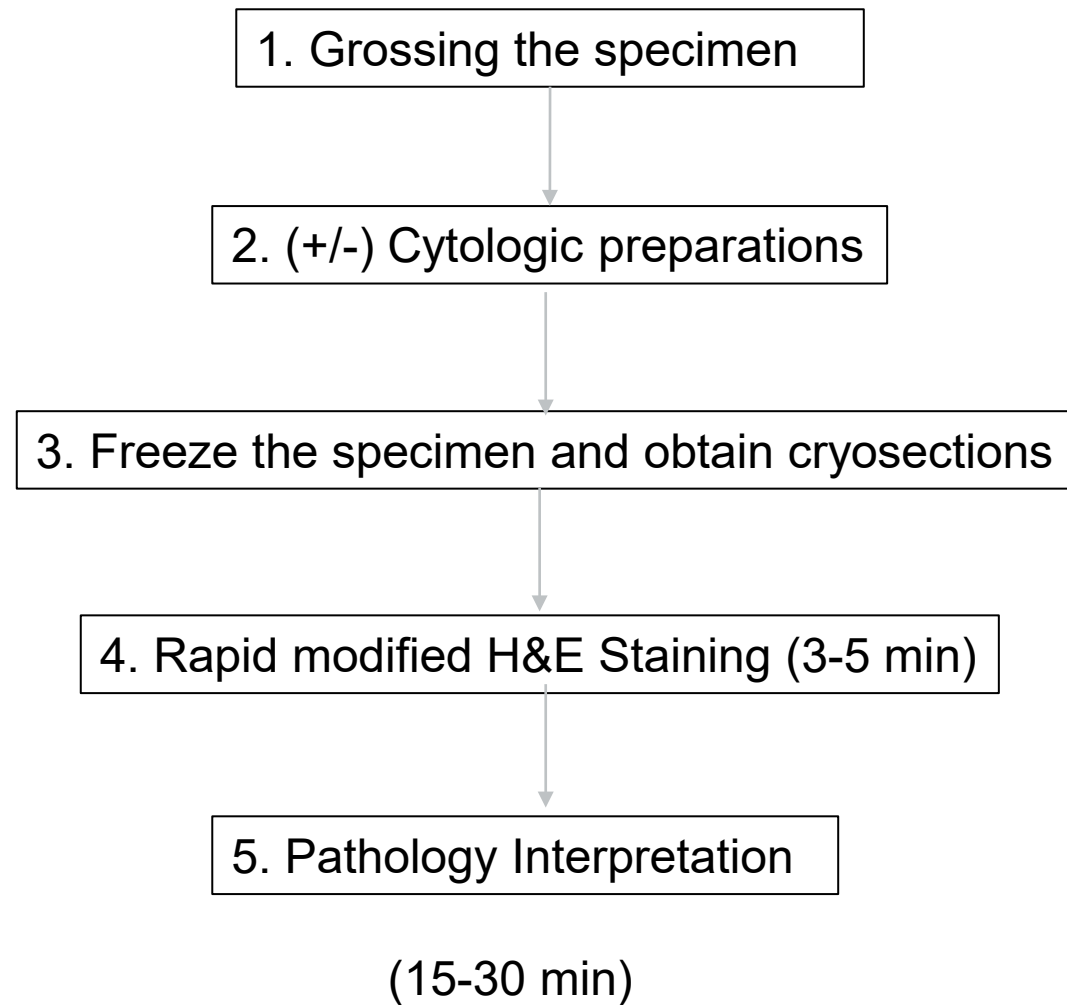 1. Grossing the specimen
2. (+/-) Cytologic preparations
3. Freeze the specimen and obtain cryosections
4. Rapid modified H&E Staining (3-5 min)
5. Pathology Interpretation
(15-30 min)